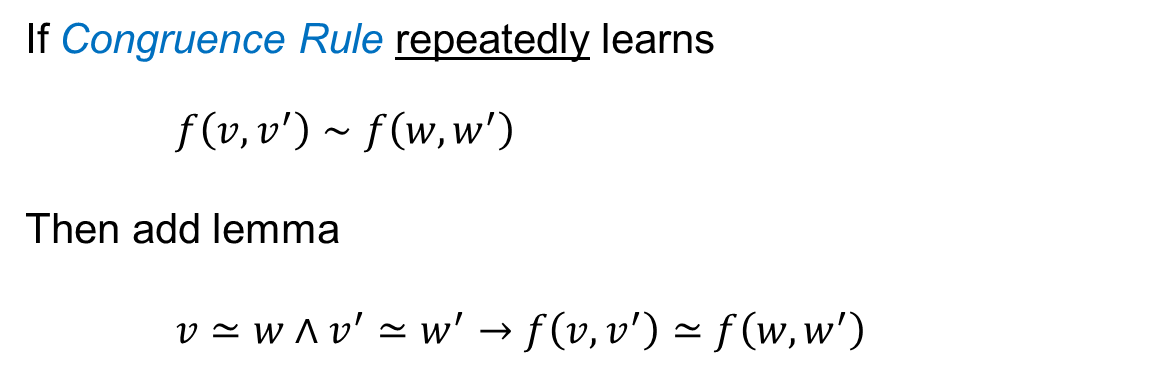 If Congruence Rule repeatedly learns
f(v, v′) ~ f(w, w′)
Then add lemma
v ≃ w ∧ v′ ≃ w′ → f(v, v′) ≃ f(w, w′)